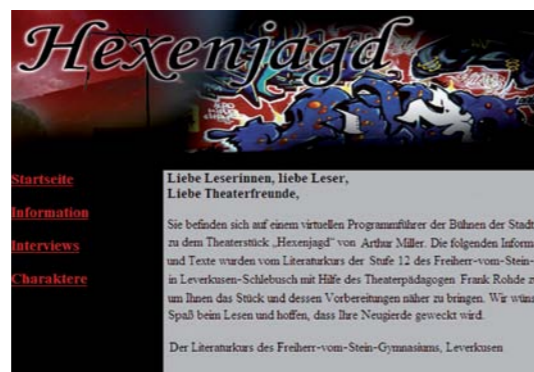 Hexenjagd
Startseite
Information
Interviews
Charaktere
Liebe Leserinnen, liebe Leser,
Liebe Theaterfreunde,
Sie befinden sich auf einem virtuellen Programmführer der Bühnen der Stadt
zu dem Theaterstück „Hexenjagd" von Arthur Miller. Die folgenden Inform
und Texte wurden vom Literaturkurs der Stufe 12 des Freiherr-vom-Stein-
in Leverkusen-Schlebusch mit Hilfe des Theaterpädagogen Frank Rohde z
um Ihnen das Stück und dessen Vorbereitungen näher zu bringen. Wir wüns
Spaß beim Lesen und hoffen, dass Ihre Neugierde geweckt wird.
Der Literaturkurs des Freiherr-vom-Stein-Gymnasiums, Leverkusen